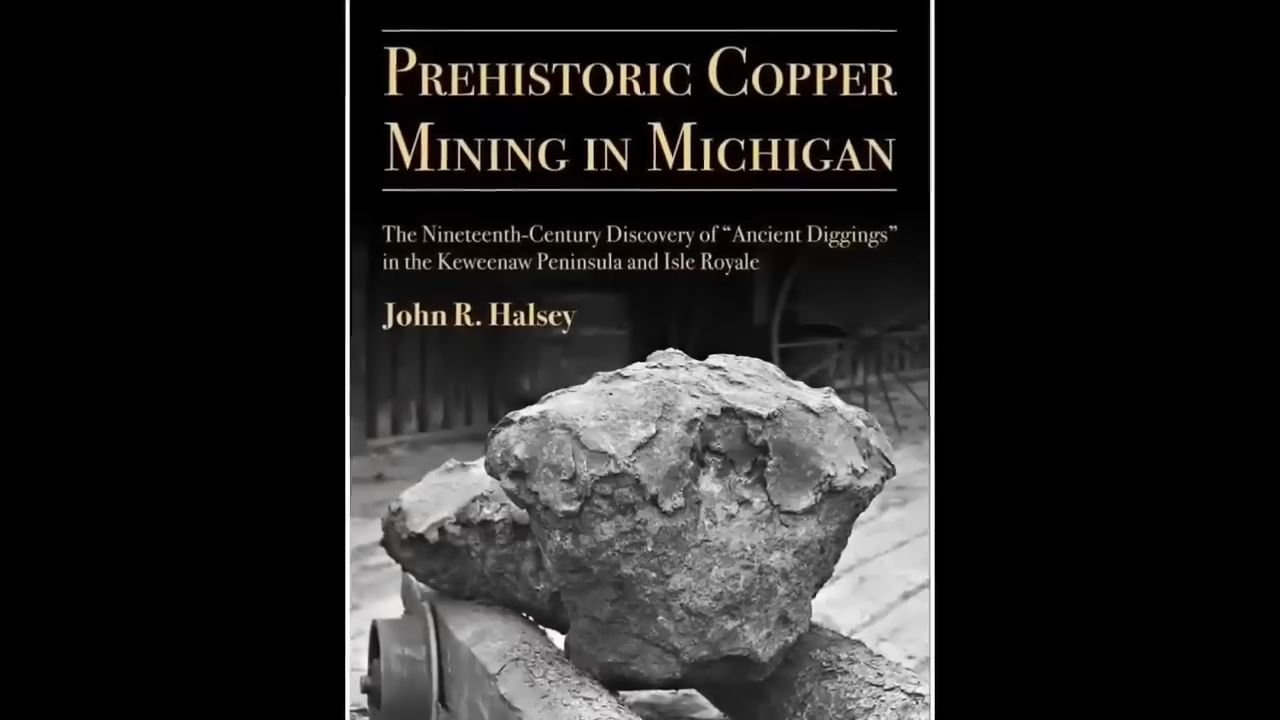 Prehistoric Copper
Mining in Michigan
The Nineteenth-Century Discovery of “Ancient Diggings”
in the Keweenaw Peninsula and Isle Royale
John R. Halsey